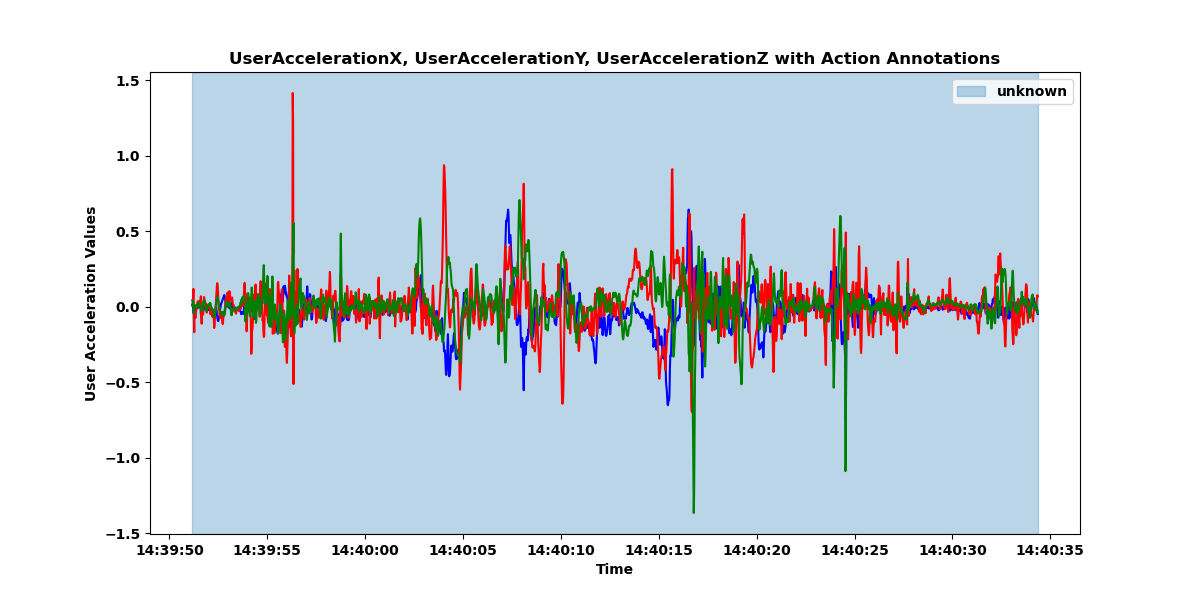 UserAccelerationX, UserAccelerationY, UserAccelerationZ with Action Annotations
unknown
User Acceleration Values
1.5
1.0
0.5
0.0
−0.5
−1.0
−1.5
14:39:50 14:39:55 14:40:00 14:40:05 14:40:10 14:40:15 14:40:20 14:40:25 14:40:30 14:40:35
Time